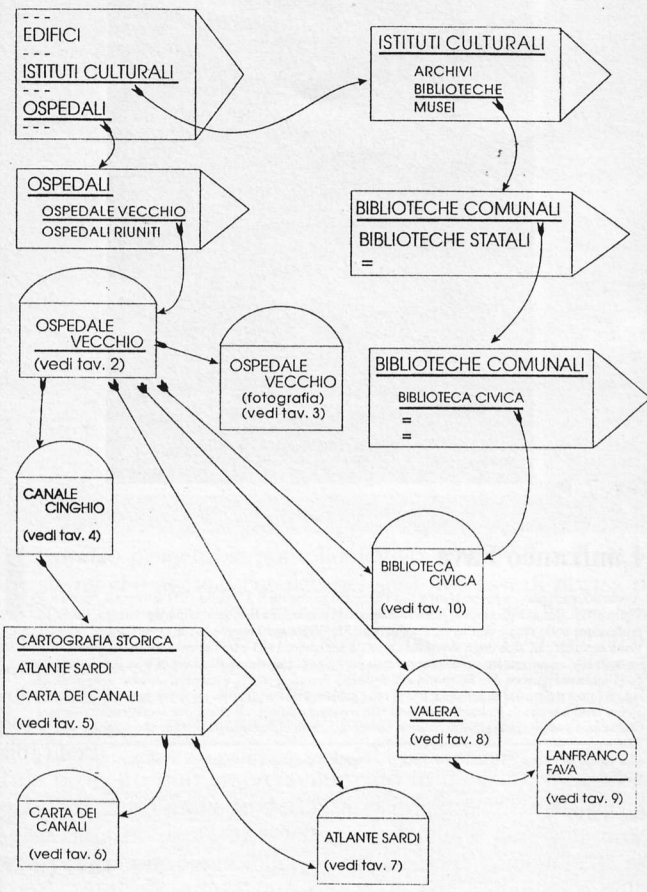 ---
EDIFICI
---
ISTITUTI CULTURALI
---
OSPEDALI
---
ISTITUTI CULTURALI
ARCHIVI
BIBLIOTECHE
MUSEI
OSPEDALI
OSPEDALE VECCHIO
OSPEDALI RIUNITI
BIBLIOTECHE COMUNALI
BIBLIOTECHE STATALI
=
OSPEDALE
VECCHIO
(vedi tav. 2)
OSPEDALE
VECCHIO
(fotografia)
(vedi tav. 3)
BIBLIOTECHE COMUNALI
BIBLIOTECA CIVICA
=
=
CANALE
CINGHIO
(vedi tav. 4)
BIBLIOTECA
CIVICA
(vedi tav. 10)
CARTOGRAFIA STORICA
ATLANTE SARDI
CARTA DEI CANALI
(vedi tav. 5)
VALERA
(vedi tav. 8)
LANFRANCO
FAVA
(vedi tav. 9)
CARTA DEI
CANALI
(vedi tav. 6)
ATLANTE SARDI
(vedi tav. 7)